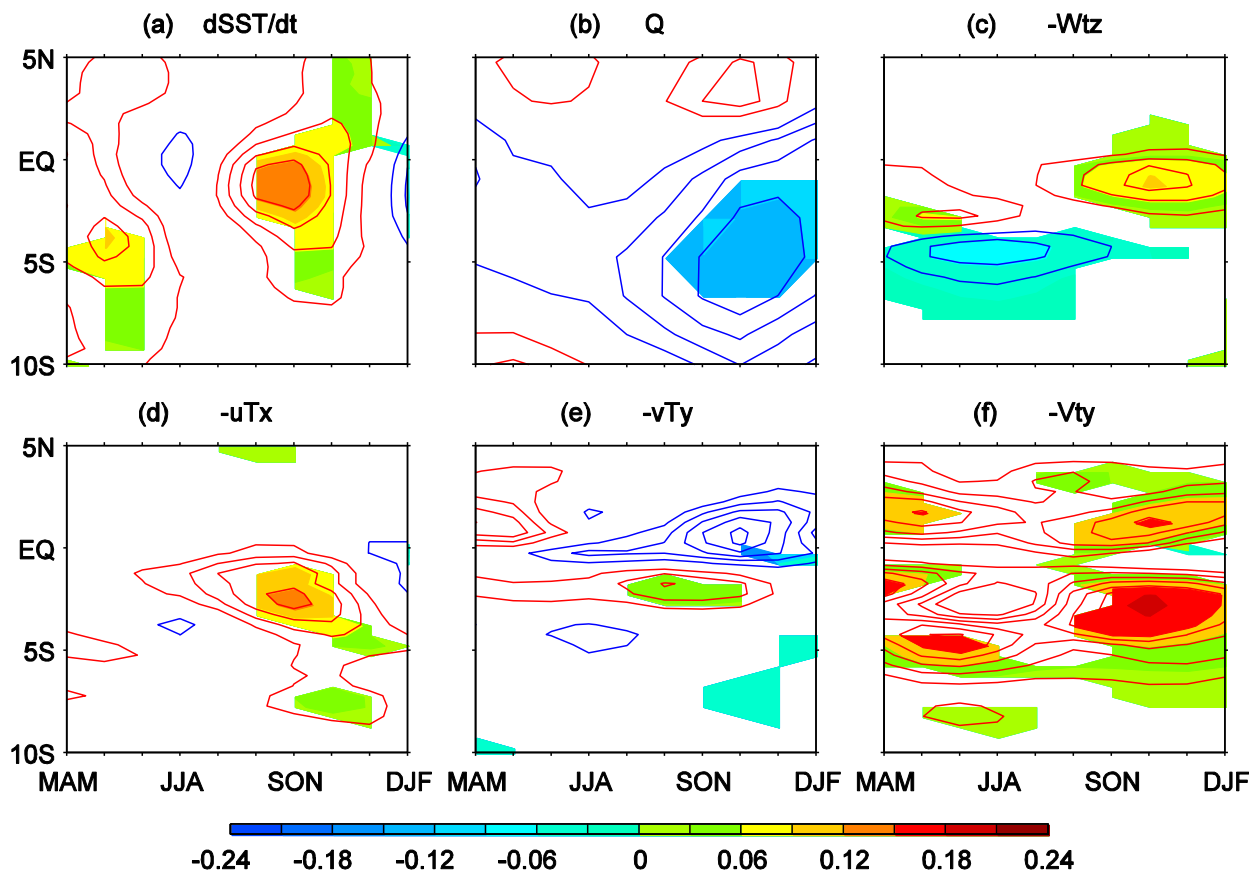 (a) dSST/dt (b) Q (c) -Wtz
5N
EQ
5S
10S
(d) -uTx (e) -vTy (f) -Vty
5N
EQ
5S
10S
MAM JJA SON DJF MAM JJA SON DJF MAM JJA SON DJF
-0.24 -0.18 -0.12 -0.06 0 0.06 0.12 0.18 0.24